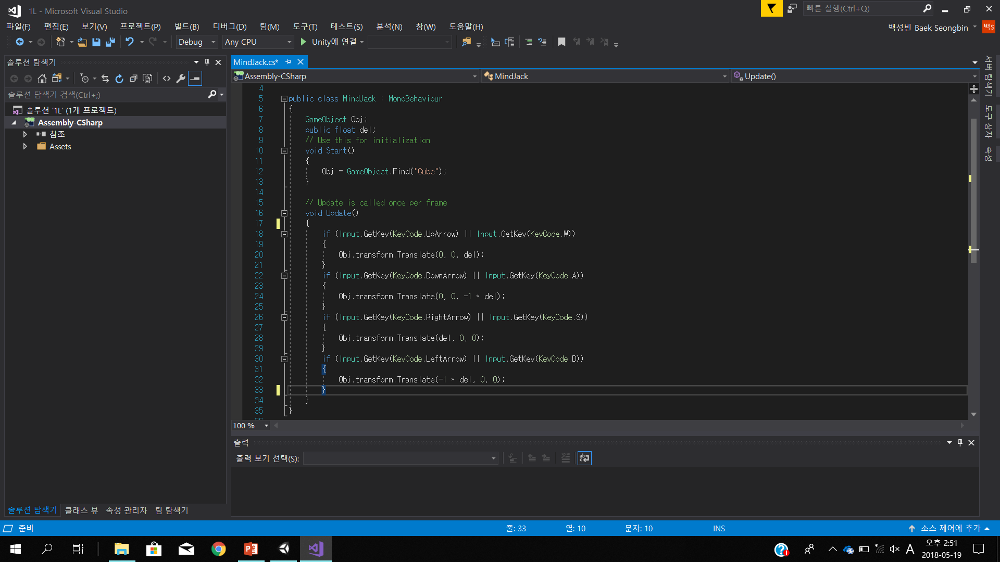 1L - Microsoft Visual Studio
빠른 실행(Ctrl+Q)
파일(F) 편집(E) 보기(V) 프로젝트(P) 빌드(B) 디버그(D) 팀(M) 도구(T) 테스트(S) 분석(N) 창(W) 도움말(H)
백성빈 Baek Seongbin 백S
Debug Any CPU Unity에 연결
솔루션 탐색기
솔루션 탐색기 검색(Ctrl+;)
솔루션 '1L' (1개 프로젝트)
Assembly-CSharp
참조
Assets
솔루션 탐색기 클래스 뷰 속성 관리자 팀 탐색기
MindJack.cs*
Assembly-CSharp MindJack Update()
4
5 public class MindJack : MonoBehaviour
6 {
7 GameObject Obj;
8 public float del;
9 // Use this for initialization
10 void Start()
11 {
12 Obj = GameObject.Find("Cube");
13 }
14
15 // Update is called once per frame
16 void Update()
17 {
18 if (Input.GetKey(KeyCode.UpArrow) || Input.GetKey(KeyCode.W))
19 {
20 Obj.transform.Translate(0, 0, del);
21 }
22 if (Input.GetKey(KeyCode.DownArrow) || Input.GetKey(KeyCode.A))
23 {
24 Obj.transform.Translate(0, 0, -1 * del);
25 }
26 if (Input.GetKey(KeyCode.RightArrow) || Input.GetKey(KeyCode.S))
27 {
28 Obj.transform.Translate(del, 0, 0);
29 }
30 if (Input.GetKey(KeyCode.LeftArrow) || Input.GetKey(KeyCode.D))
31 {
32 Obj.transform.Translate(-1 * del, 0, 0);
33 }
34 }
35 }
100 %
서버 탐색기
도구 상자
속성
출력
출력 보기 선택(S):
준비 줄: 33 열: 10 문자: 10 INS 소스 제어에 추가
A
오후 2:51
2018-05-19